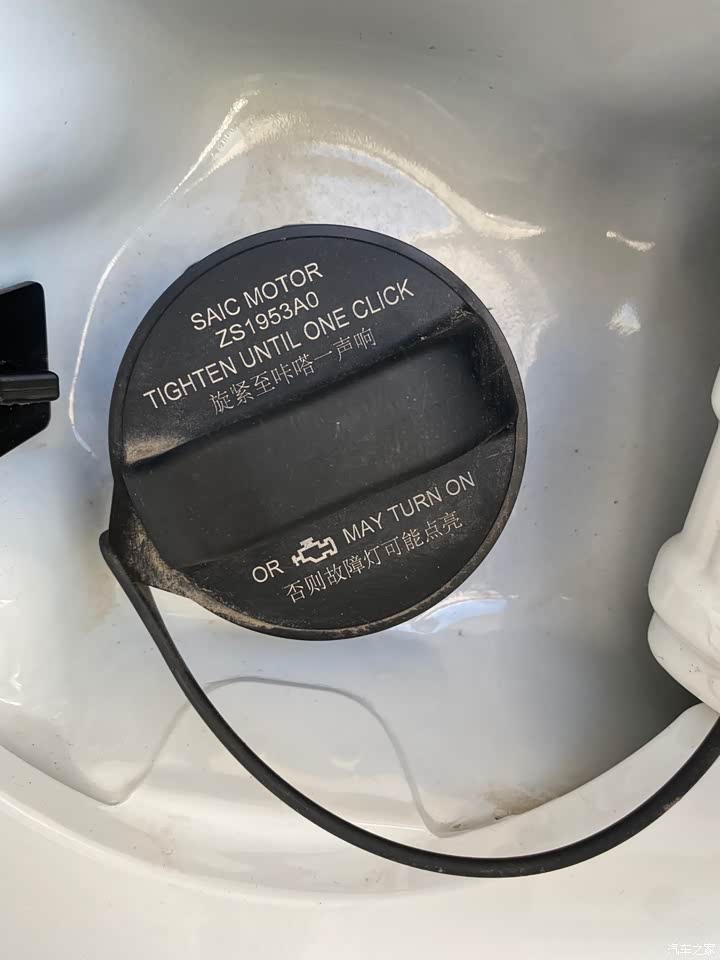 SAIC MOTOR
ZS1953A0
TIGHTEN UNTIL ONE CLICK
旋紧至咔嗒一声响
OR MAY TURN ON
否则故障灯可能点亮
汽车之家